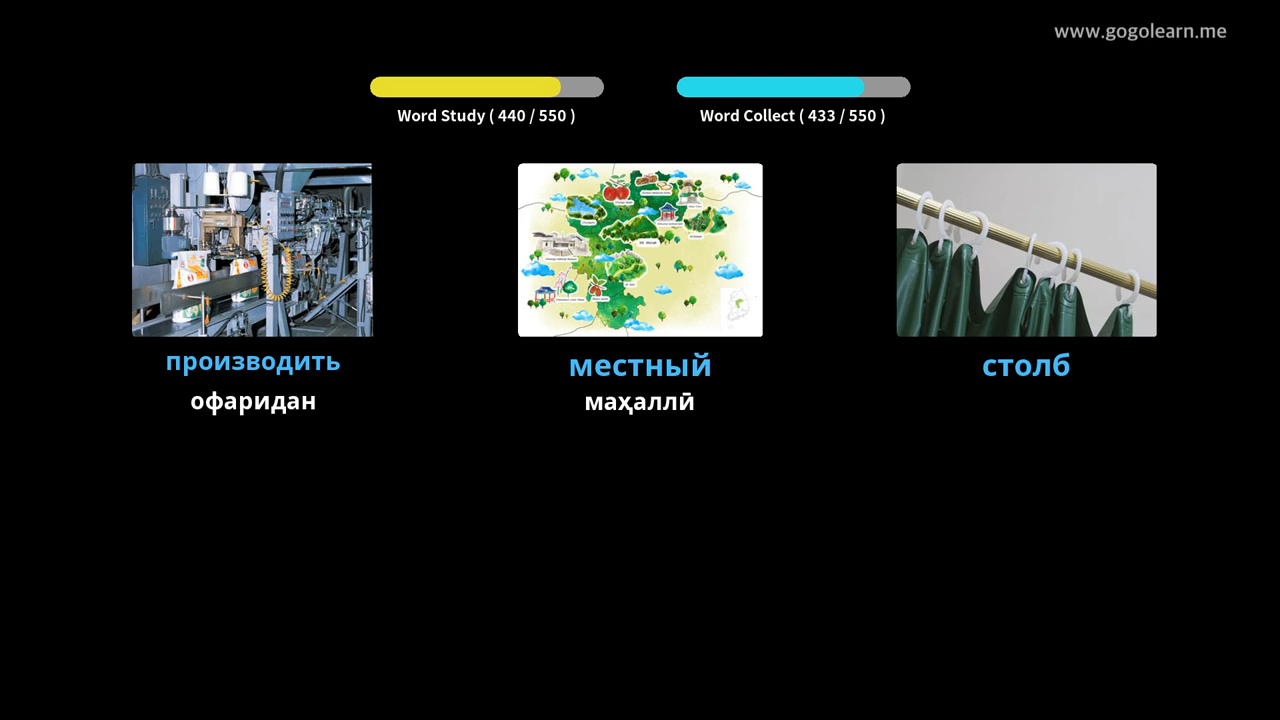 www.gogolearn.me
Word Study ( 440 / 550 )
Word Collect ( 433 / 550 )
производить
местный
столб
офаридан
маҳаллӣ